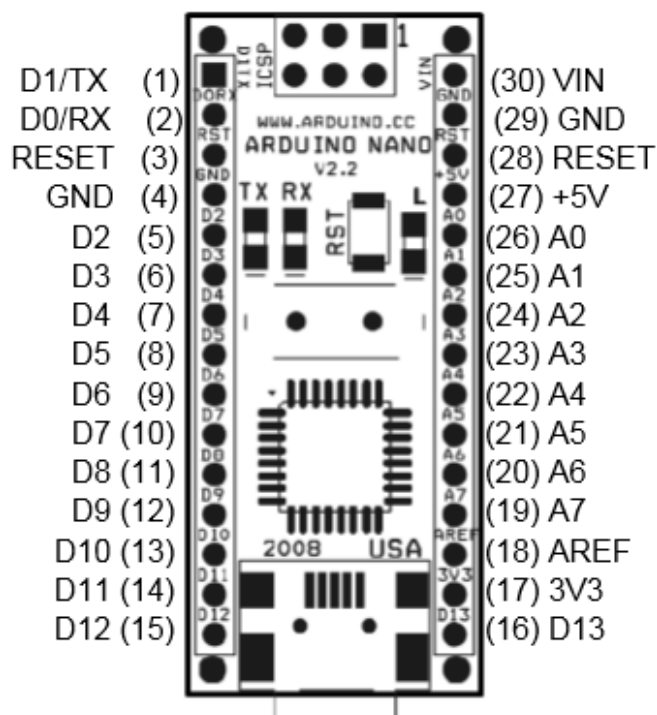 D1/TX (1)
D0/RX (2)
RESET (3)
GND (4)
D2 (5)
D3 (6)
D4 (7)
D5 (8)
D6 (9)
D7 (10)
D8 (11)
D9 (12)
D10 (13)
D11 (14)
D12 (15)
D1TX
ICSP
1
VIN
D0RX
RST
GND
D2
D3
D4
D5
D6
D7
D8
D9
D10
D11
D12
WWW.ARDUINO.CC
ARDUINO NANO
V2.2
TX RX
RST
L
2008 USA
GND
RST
+5V
A0
A1
A2
A3
A4
A5
A6
A7
AREF
3V3
D13
(30) VIN
(29) GND
(28) RESET
(27) +5V
(26) A0
(25) A1
(24) A2
(23) A3
(22) A4
(21) A5
(20) A6
(19) A7
(18) AREF
(17) 3V3
(16) D13